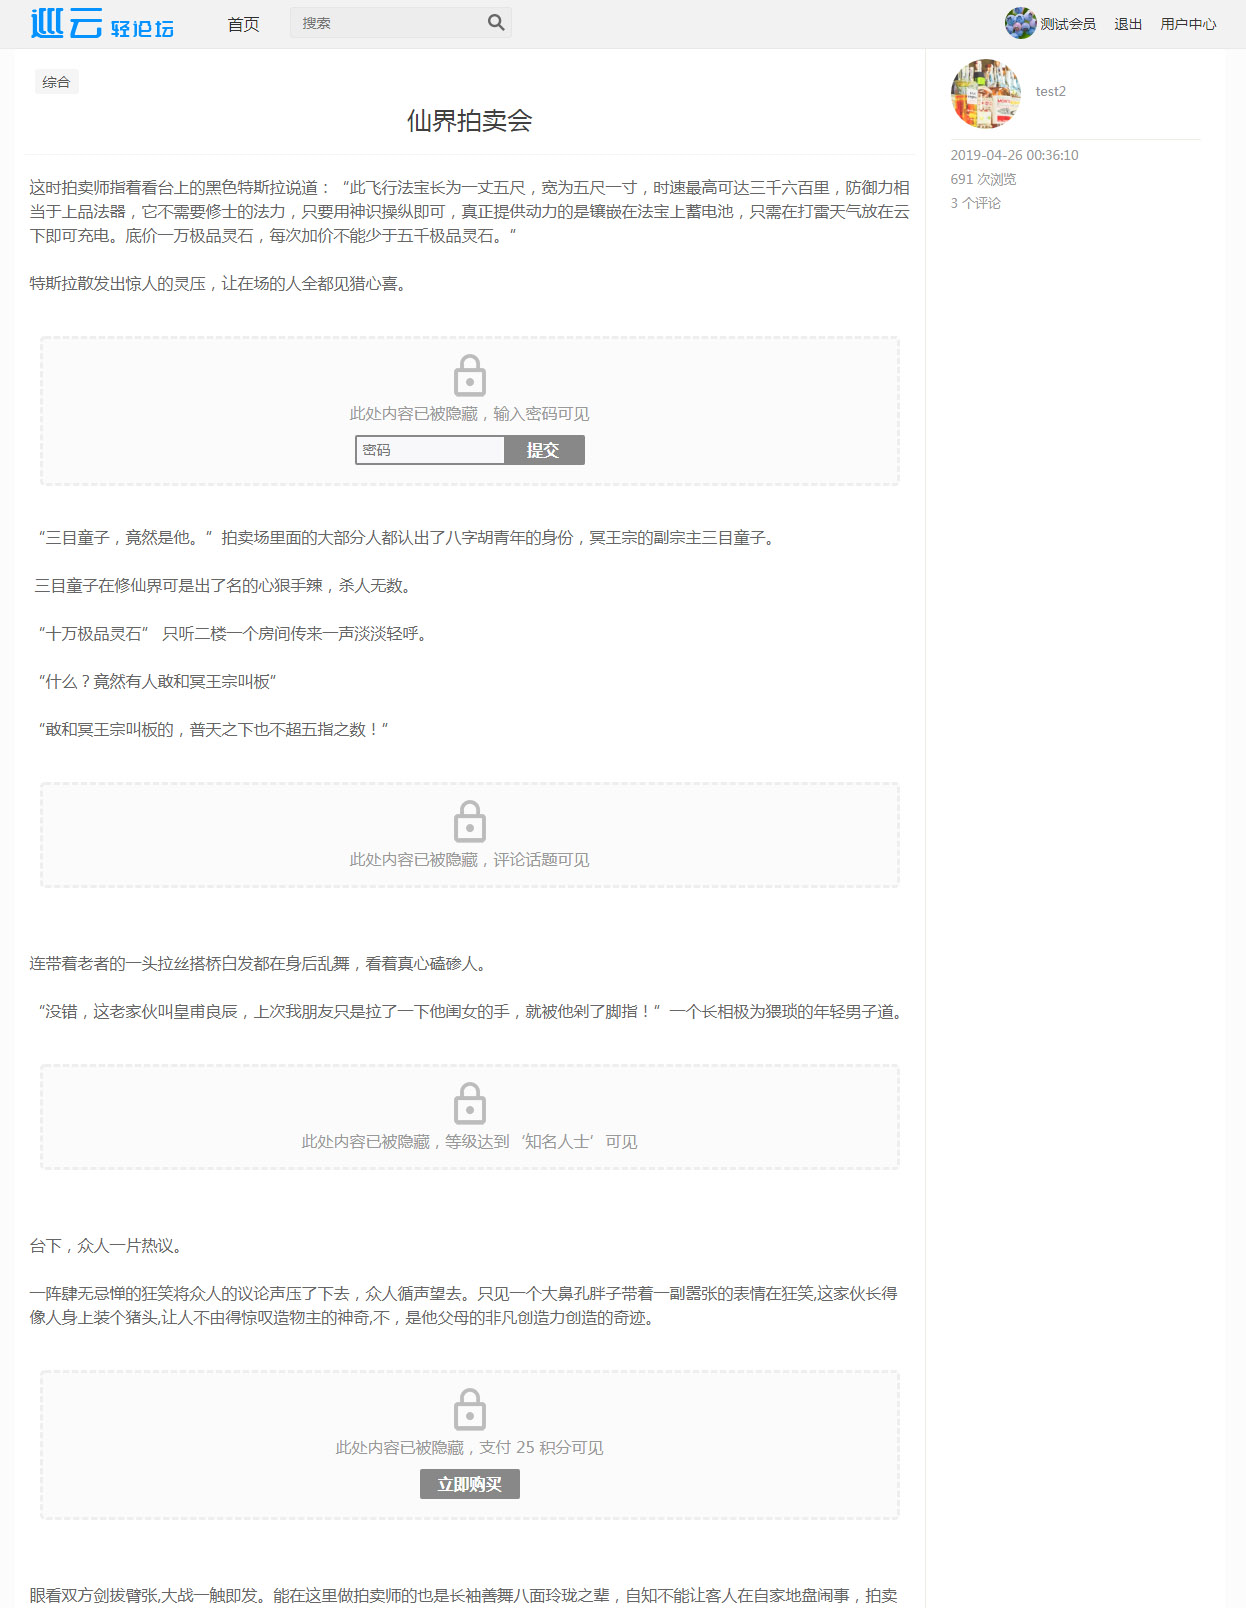 巡云 轻论坛
首页
搜索
测试会员 退出 用户中心
综合
仙界拍卖会
test2
2019-04-26 00:36:10
691 次浏览
3 个评论
这时拍卖师指着看台上的黑色特斯拉说道：“此飞行法宝长为一丈五尺，宽为五尺一寸，时速最高可达三千六百里，防御力相
当于上品法器，它不需要修士的法力，只要用神识操纵即可，真正提供动力的是镶嵌在法宝上蓄电池，只需在打雷天气放在云
下即可充电。底价一万极品灵石，每次加价不能少于五千极品灵石。“
特斯拉散发出惊人的灵压，让在场的人全都见猎心喜。
此处内容已被隐藏，输入密码可见
密码 提交
“三目童子，竟然是他。”拍卖场里面的大部分人都认出了八字胡青年的身份，冥王宗的副宗主三目童子。
三目童子在修仙界可是出了名的心狠手辣，杀人无数。
“十万极品灵石” 只听二楼一个房间传来一声淡淡轻呼。
“什么？竟然有人敢和冥王宗叫板”
“敢和冥王宗叫板的，普天之下也不超五指之数！”
此处内容已被隐藏，评论话题可见
连带着老者的一头拉丝搭桥白发都在身后乱舞，看着真心磕碜人。
“没错，这老家伙叫皇甫良辰，上次我朋友只是拉了一下他闺女的手，就被他剁了脚指！”一个长相极为猥琐的年轻男子道。
此处内容已被隐藏，等级达到‘知名人士’可见
台下，众人一片热议。
一阵肆无忌惮的狂笑将众人的议论声压了下去，众人循声望去。只见一个大鼻孔胖子带着一副嚣张的表情在狂笑,这家伙长得
像人身上装个猪头,让人不由得惊叹造物主的神奇,不，是他父母的非凡创造力创造的奇迹。
此处内容已被隐藏，支付 25 积分可见
立即购买
眼看双方剑拔臂张,大战一触即发。能在这里做拍卖师的也是长袖善舞八面玲珑之辈，自知不能让客人在自家地盘闹事，拍卖